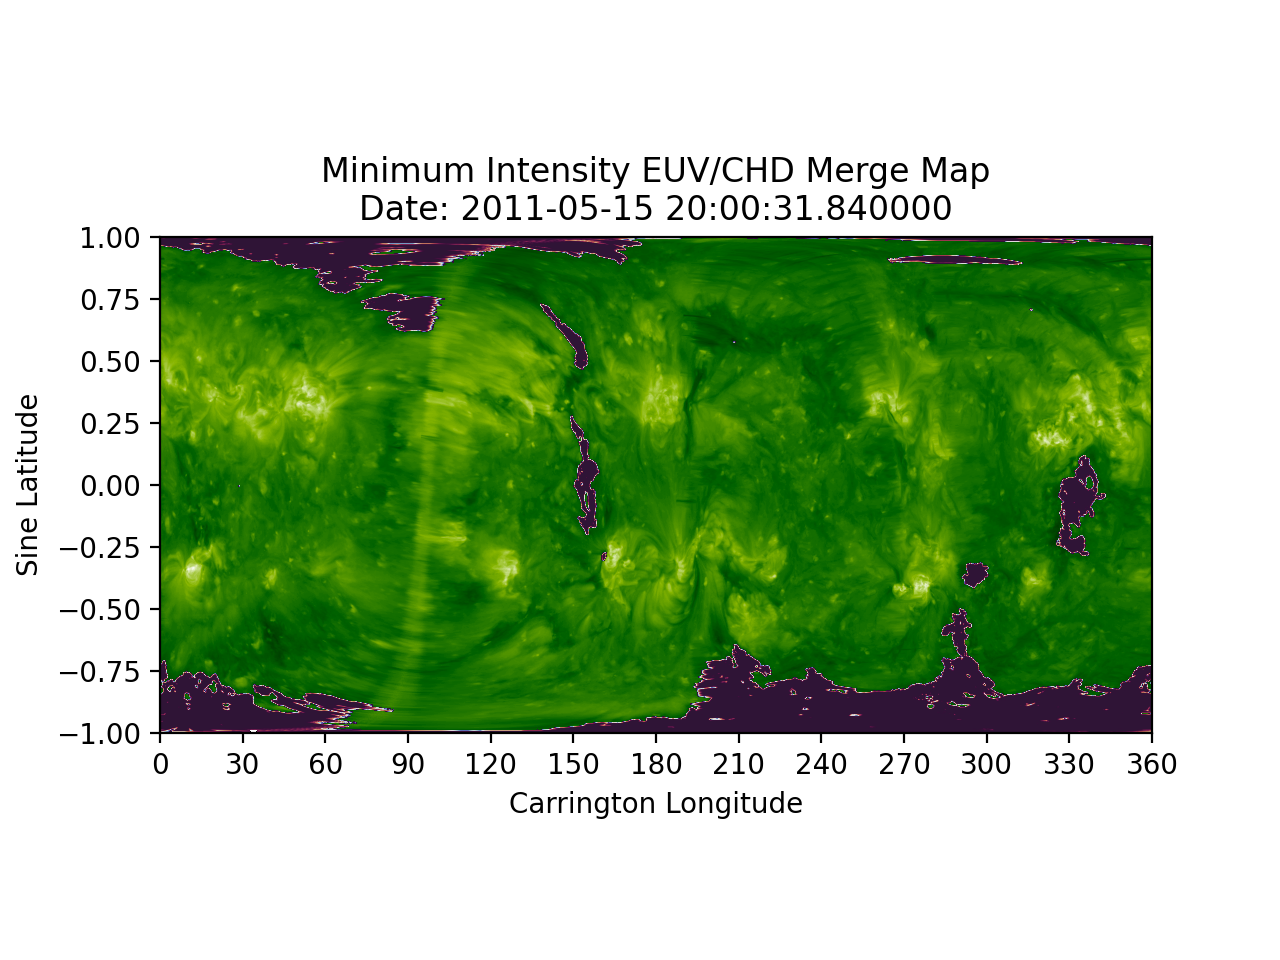 Minimum Intensity EUV/CHD Merge Map
Date: 2011-05-15 20:00:31.840000
1.00
0.75
0.50
0.25
0.00
−0.25
−0.50
−0.75
−1.00
Sine Latitude
0 30 60 90 120 150 180 210 240 270 300 330 360
Carrington Longitude